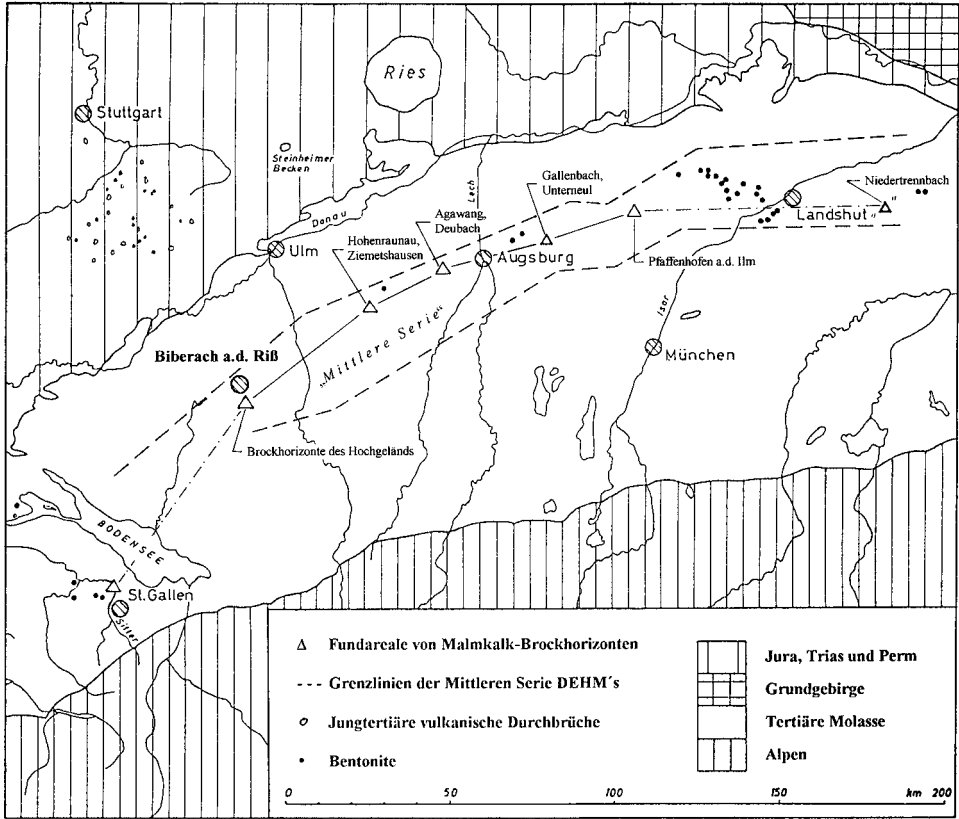 Ries
Stuttgart
Steinheimer
Becken
Donau
Lech
Gallenbach,
Unterneul
Niedertrennbach
Agawang,
Deubach
Landshut „ “
Hohenraunau,
Ziemetshausen
Ulm
Augsburg
Pfaffenhofen a.d. Ilm
Isar
„Mittlere Serie“
München
Biberach a.d. Riß
Brockhorizonte des Hochgeländs
BODENSEE
St.Gallen
Sitter
△ Fundareale von Malmkalk-Brockhorizonten
--- Grenzlinien der Mittleren Serie DEHM´s
Jungtertiäre vulkanische Durchbrüche
• Bentonite
Jura, Trias und Perm
Grundgebirge
Tertiäre Molasse
Alpen
0 50 100 150 km 200